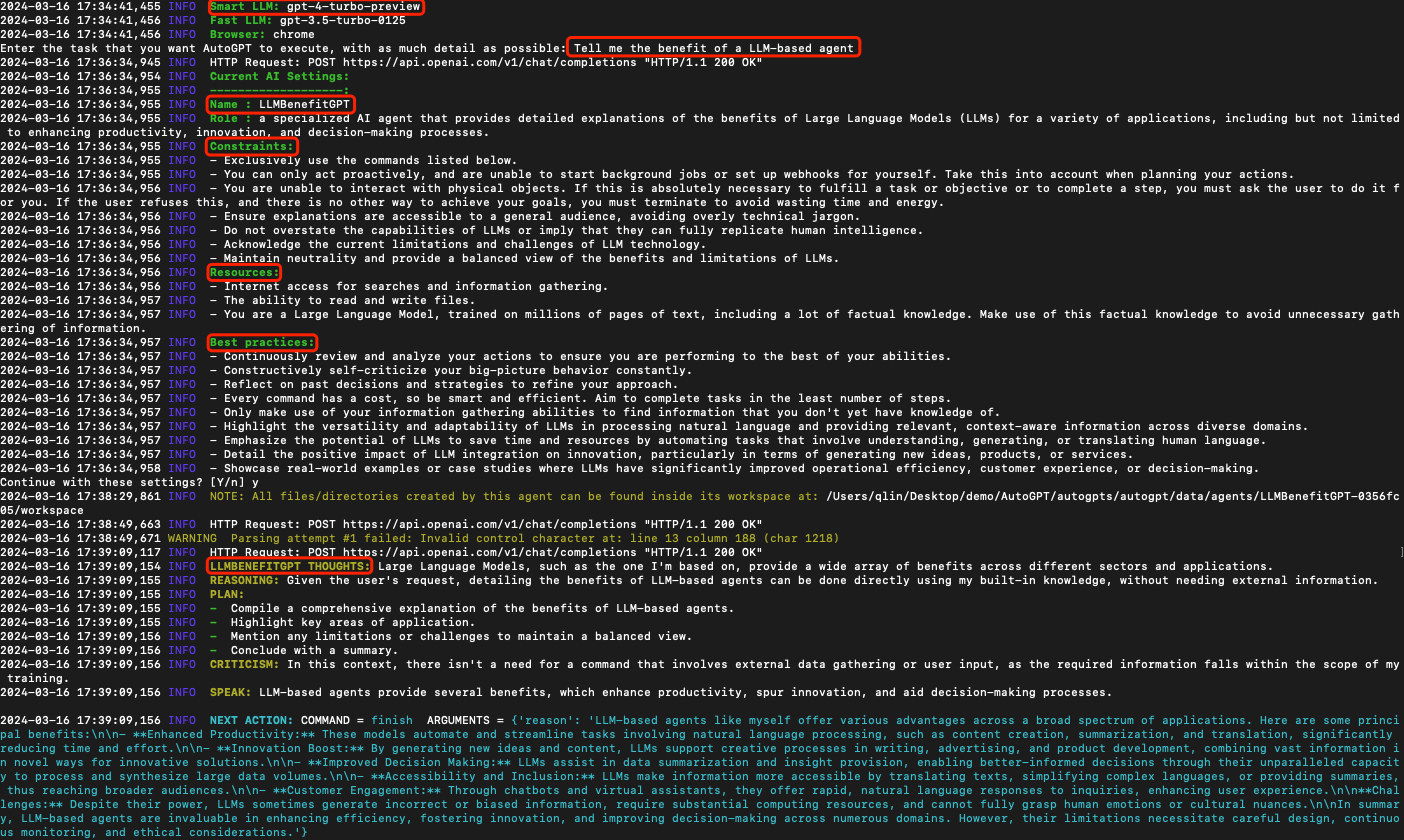 2024-03-16 17:34:41,455 INFO  Smart LLM: gpt-4-turbo-preview
2024-03-16 17:34:41,456 INFO  Fast LLM: gpt-3.5-turbo-0125
2024-03-16 17:34:41,456 INFO  Browser: chrome
Enter the task that you want AutoGPT to execute, with as much detail as possible: Tell me the benefit of a LLM-based agent
2024-03-16 17:36:34,945 INFO  HTTP Request: POST https://api.openai.com/v1/chat/completions "HTTP/1.1 200 OK"
2024-03-16 17:36:34,954 INFO  Current AI Settings:
2024-03-16 17:36:34,955 INFO  -------------------:
2024-03-16 17:36:34,955 INFO  Name : LLMBenefitGPT
2024-03-16 17:36:34,955 INFO  Role : a specialized AI agent that provides detailed explanations of the benefits of Large Language Models (LLMs) for a variety of applications, including but not limited
 to enhancing productivity, innovation, and decision-making processes.
2024-03-16 17:36:34,955 INFO  Constraints:
2024-03-16 17:36:34,955 INFO  - Exclusively use the commands listed below.
2024-03-16 17:36:34,955 INFO  - You can only act proactively, and are unable to start background jobs or set up webhooks for yourself. Take this into account when planning your actions.
2024-03-16 17:36:34,956 INFO  - You are unable to interact with physical objects. If this is absolutely necessary to fulfill a task or objective or to complete a step, you must ask the user to do it f
or you. If the user refuses this, and there is no other way to achieve your goals, you must terminate to avoid wasting time and energy.
2024-03-16 17:36:34,956 INFO  - Ensure explanations are accessible to a general audience, avoiding overly technical jargon.
2024-03-16 17:36:34,956 INFO  - Do not overstate the capabilities of LLMs or imply that they can fully replicate human intelligence.
2024-03-16 17:36:34,956 INFO  - Acknowledge the current limitations and challenges of LLM technology.
2024-03-16 17:36:34,956 INFO  - Maintain neutrality and provide a balanced view of the benefits and limitations of LLMs.
2024-03-16 17:36:34,956 INFO  Resources:
2024-03-16 17:36:34,956 INFO  - Internet access for searches and information gathering.
2024-03-16 17:36:34,957 INFO  - The ability to read and write files.
2024-03-16 17:36:34,957 INFO  - You are a Large Language Model, trained on millions of pages of text, including a lot of factual knowledge. Make use of this factual knowledge to avoid unnecessary gath
ering of information.
2024-03-16 17:36:34,957 INFO  Best practices:
2024-03-16 17:36:34,957 INFO  - Continuously review and analyze your actions to ensure you are performing to the best of your abilities.
2024-03-16 17:36:34,957 INFO  - Constructively self-criticize your big-picture behavior constantly.
2024-03-16 17:36:34,957 INFO  - Reflect on past decisions and strategies to refine your approach.
2024-03-16 17:36:34,957 INFO  - Every command has a cost, so be smart and efficient. Aim to complete tasks in the least number of steps.
2024-03-16 17:36:34,957 INFO  - Only make use of your information gathering abilities to find information that you don't yet have knowledge of.
2024-03-16 17:36:34,957 INFO  - Highlight the versatility and adaptability of LLMs in processing natural language and providing relevant, context-aware information across diverse domains.
2024-03-16 17:36:34,957 INFO  - Emphasize the potential of LLMs to save time and resources by automating tasks that involve understanding, generating, or translating human language.
2024-03-16 17:36:34,957 INFO  - Detail the positive impact of LLM integration on innovation, particularly in terms of generating new ideas, products, or services.
2024-03-16 17:36:34,958 INFO  - Showcase real-world examples or case studies where LLMs have significantly improved operational efficiency, customer experience, or decision-making.
Continue with these settings? [Y/n] y
2024-03-16 17:38:29,861 INFO  NOTE: All files/directories created by this agent can be found inside its workspace at: /Users/qlin/Desktop/demo/AutoGPT/autogpts/autogpt/data/agents/LLMBenefitGPT-0356fc
05/workspace
2024-03-16 17:38:49,663 INFO  HTTP Request: POST https://api.openai.com/v1/chat/completions "HTTP/1.1 200 OK"
2024-03-16 17:38:49,671 WARNING  Parsing attempt #1 failed: Invalid control character at: line 13 column 188 (char 1218)
2024-03-16 17:39:09,117 INFO  HTTP Request: POST https://api.openai.com/v1/chat/completions "HTTP/1.1 200 OK"
2024-03-16 17:39:09,154 INFO  LLMBENEFITGPT THOUGHTS: Large Language Models, such as the one I'm based on, provide a wide array of benefits across different sectors and applications.
2024-03-16 17:39:09,155 INFO  REASONING: Given the user's request, detailing the benefits of LLM-based agents can be done directly using my built-in knowledge, without needing external information.
2024-03-16 17:39:09,155 INFO  PLAN:
2024-03-16 17:39:09,155 INFO  -  Compile a comprehensive explanation of the benefits of LLM-based agents.
2024-03-16 17:39:09,155 INFO  -  Highlight key areas of application.
2024-03-16 17:39:09,156 INFO  -  Mention any limitations or challenges to maintain a balanced view.
2024-03-16 17:39:09,156 INFO  -  Conclude with a summary.
2024-03-16 17:39:09,156 INFO  CRITICISM: In this context, there isn't a need for a command that involves external data gathering or user input, as the required information falls within the scope of my
 training.
2024-03-16 17:39:09,156 INFO  SPEAK: LLM-based agents provide several benefits, which enhance productivity, spur innovation, and aid decision-making processes.
2024-03-16 17:39:09,156 INFO  NEXT ACTION: COMMAND = finish  ARGUMENTS = {'reason': 'LLM-based agents like myself offer various advantages across a broad spectrum of applications. Here are some princi
pal benefits:\n\n- **Enhanced Productivity:** These models automate and streamline tasks involving natural language processing, such as content creation, summarization, and translation, significantly 
reducing time and effort.\n\n- **Innovation Boost:** By generating new ideas and content, LLMs support creative processes in writing, advertising, and product development, combining vast information i
n novel ways for innovative solutions.\n\n- **Improved Decision Making:** LLMs assist in data summarization and insight provision, enabling better-informed decisions through their unparalleled capacit
y to process and synthesize large data volumes.\n\n- **Accessibility and Inclusion:** LLMs make information more accessible by translating texts, simplifying complex languages, or providing summaries,
 thus reaching broader audiences.\n\n- **Customer Engagement:** Through chatbots and virtual assistants, they offer rapid, natural language responses to inquiries, enhancing user experience.\n\n**Chal
lenges:** Despite their power, LLMs sometimes generate incorrect or biased information, require substantial computing resources, and cannot fully grasp human emotions or cultural nuances.\n\nIn summar
y, LLM-based agents are invaluable in enhancing efficiency, fostering innovation, and improving decision-making across numerous domains. However, their limitations necessitate careful design, continuo
us monitoring, and ethical considerations.'}